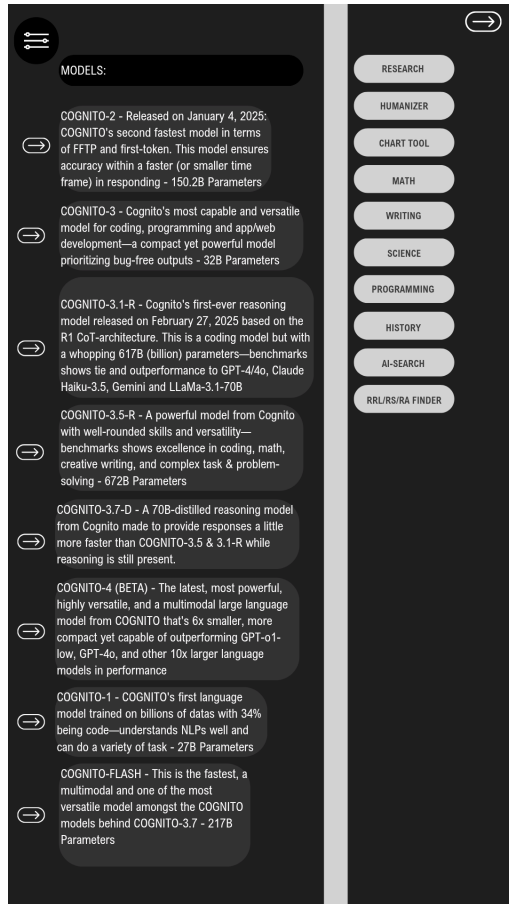 MODELS:
COGNITO-2 - Released on January 4, 2025:
COGNITO's second fastest model in terms
of FFTP and first-token. This model ensures
accuracy within a faster (or smaller time
frame) in responding - 150.2B Parameters
COGNITO-3 - Cognito's most capable and versatile
model for coding, programming and app/web
development—a compact yet powerful model
prioritizing bug-free outputs - 32B Parameters
COGNITO-3.1-R - Cognito's first-ever reasoning
model released on February 27, 2025 based on the
R1 CoT-architecture. This is a coding model but with
a whopping 617B (billion) parameters—benchmarks
shows tie and outperformance to GPT-4/4o, Claude
Haiku-3.5, Gemini and LLaMa-3.1-70B
COGNITO-3.5-R - A powerful model from Cognito
with well-rounded skills and versatility—
benchmarks shows excellence in coding, math,
creative writing, and complex task & problem-
solving - 672B Parameters
COGNITO-3.7-D - A 70B-distilled reasoning model
from Cognito made to provide responses a little
more faster than COGNITO-3.5 & 3.1-R while
reasoning is still present.
COGNITO-4 (BETA) - The latest, most powerful,
highly versatile, and a multimodal large language
model from COGNITO that's 6x smaller, more
compact yet capable of outperforming GPT-o1-
low, GPT-4o, and other 10x larger language
models in performance
COGNITO-1 - COGNITO's first language
model trained on billions of datas with 34%
being code—understands NLPs well and
can do a variety of task - 27B Parameters
COGNITO-FLASH - This is the fastest, a
multimodal and one of the most
versatile model amongst the COGNITO
models behind COGNITO-3.7 - 217B
Parameters
RESEARCH
HUMANIZER
CHART TOOL
MATH
WRITING
SCIENCE
PROGRAMMING
HISTORY
AI-SEARCH
RRL/RS/RA FINDER